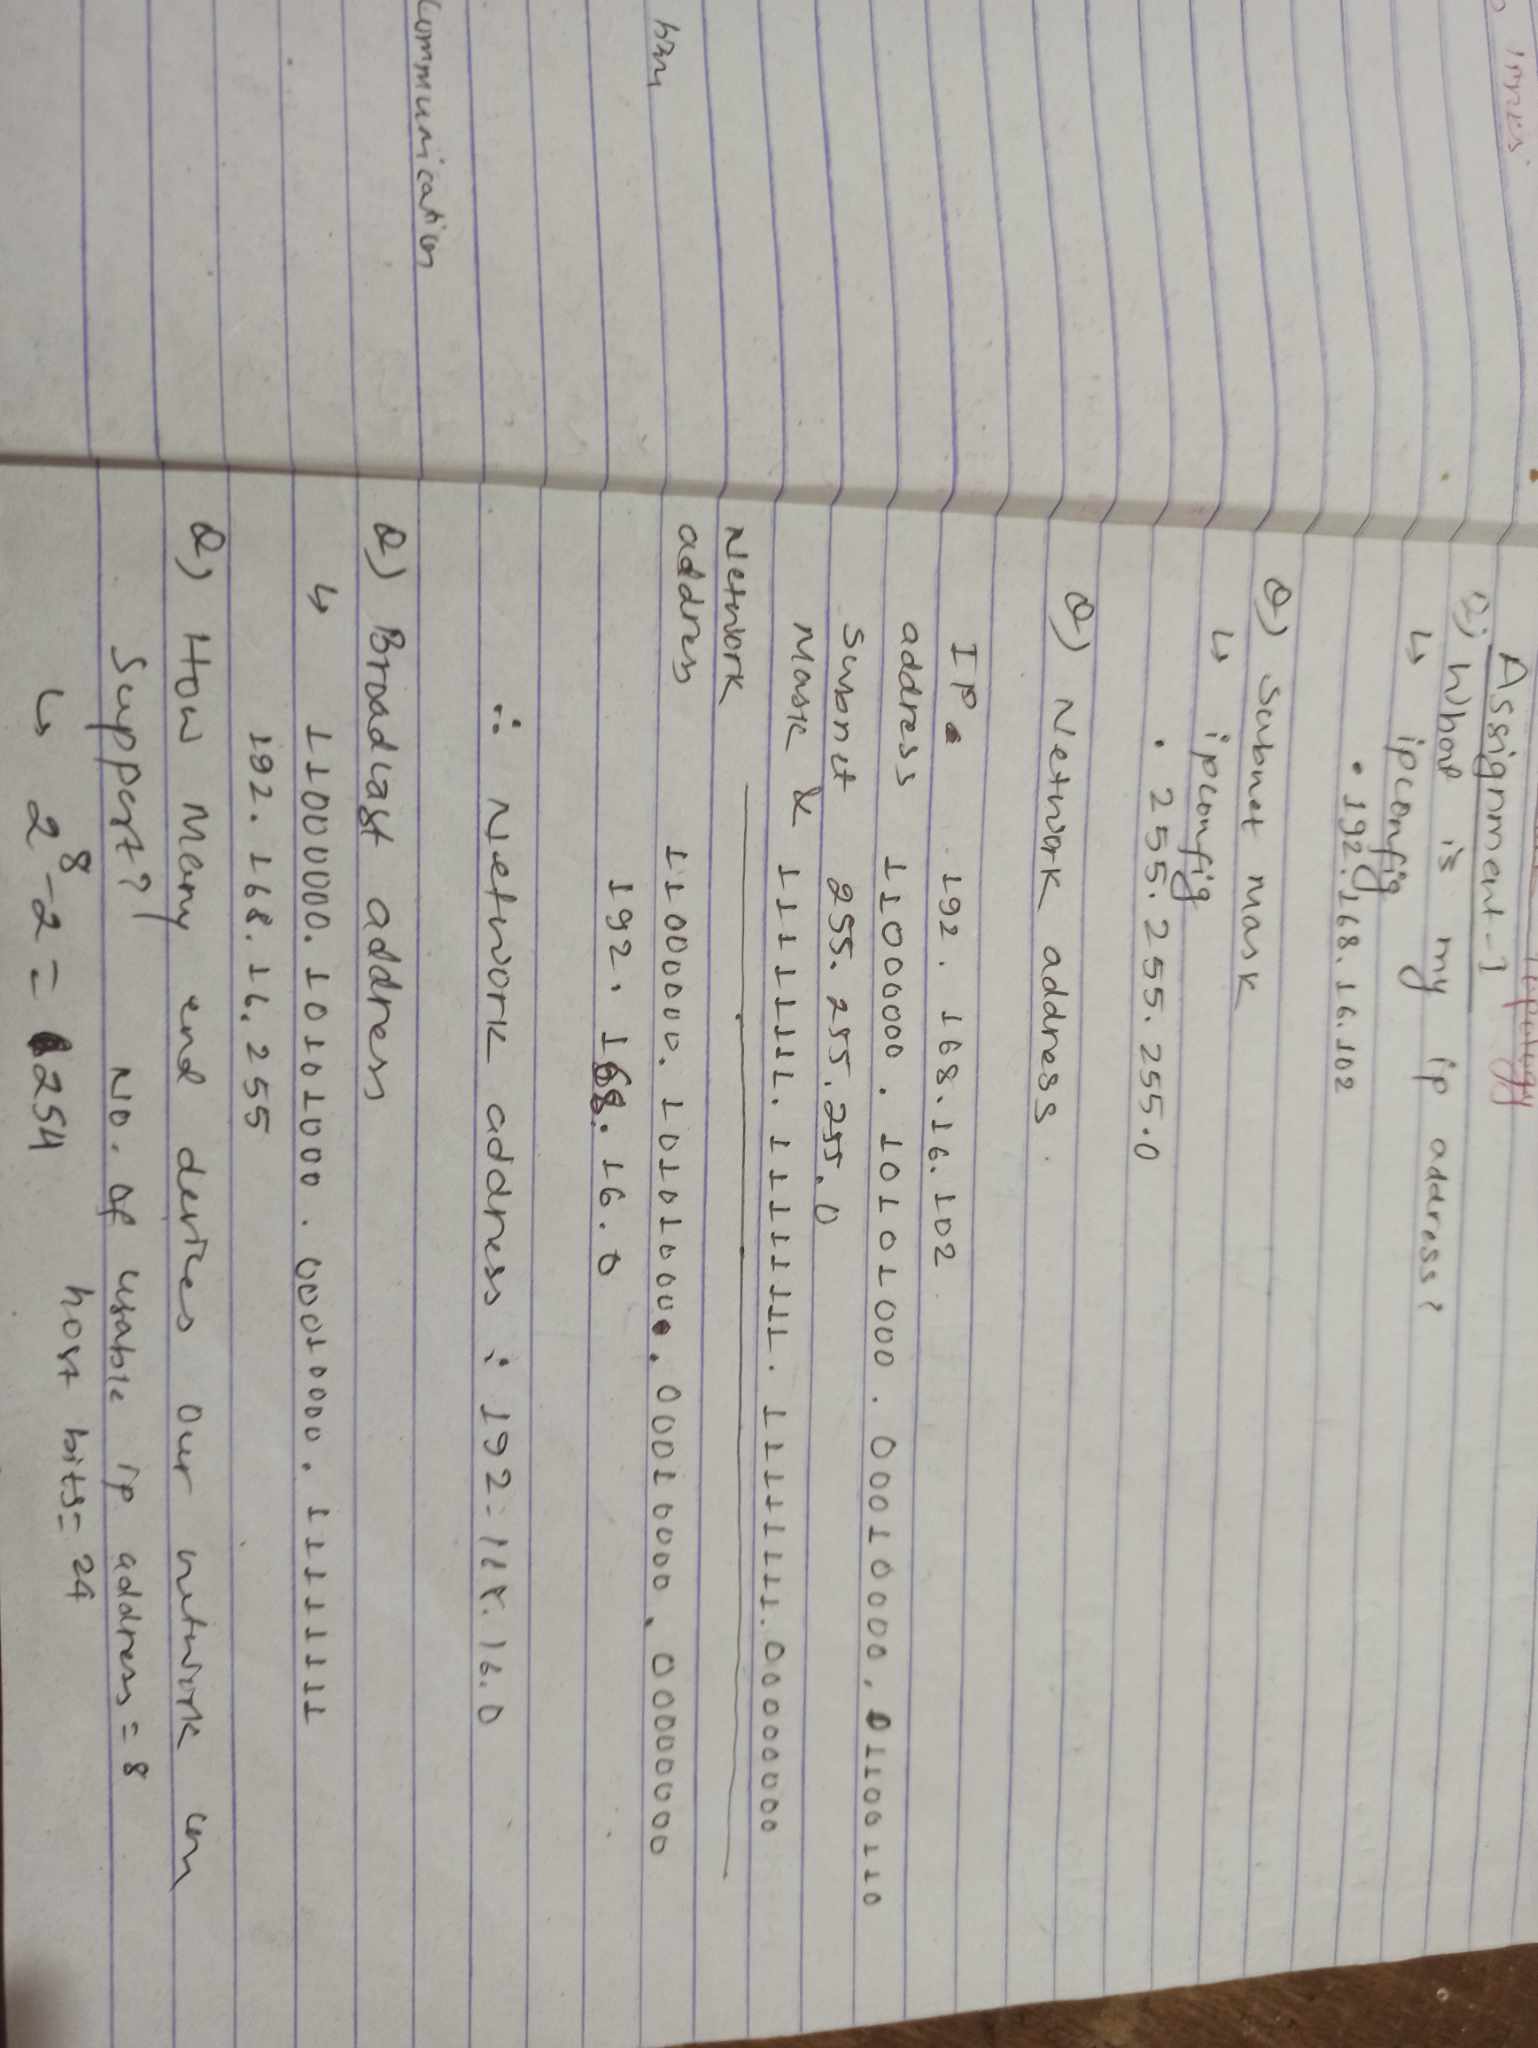 Times
Topology
hzm
communication
Assignment-1
Q) What is my ip address?
↳ ipconfig
• 192.168.16.102
Q) Subnet mask
↳ ipconfig
• 255.255.255.0
Q) Network address.
IP 192.168.16.102
address 11000000.10101000.00010000.01100110
Subnet 255.255.255.0
Mask & 11111111.11111111.11111111.00000000
Network
address 11000000.10101000.00010000.00000000
192.168.16.0
∴ Network address : 192.168.16.0
Q) Broadcast address
↳ 11000000.10101000.00010000.11111111
192.168.16.255
Q) How many end devices our network can
support? No. of usable ip address = 8
host bits = 24
↳ 2^8-2 = 254